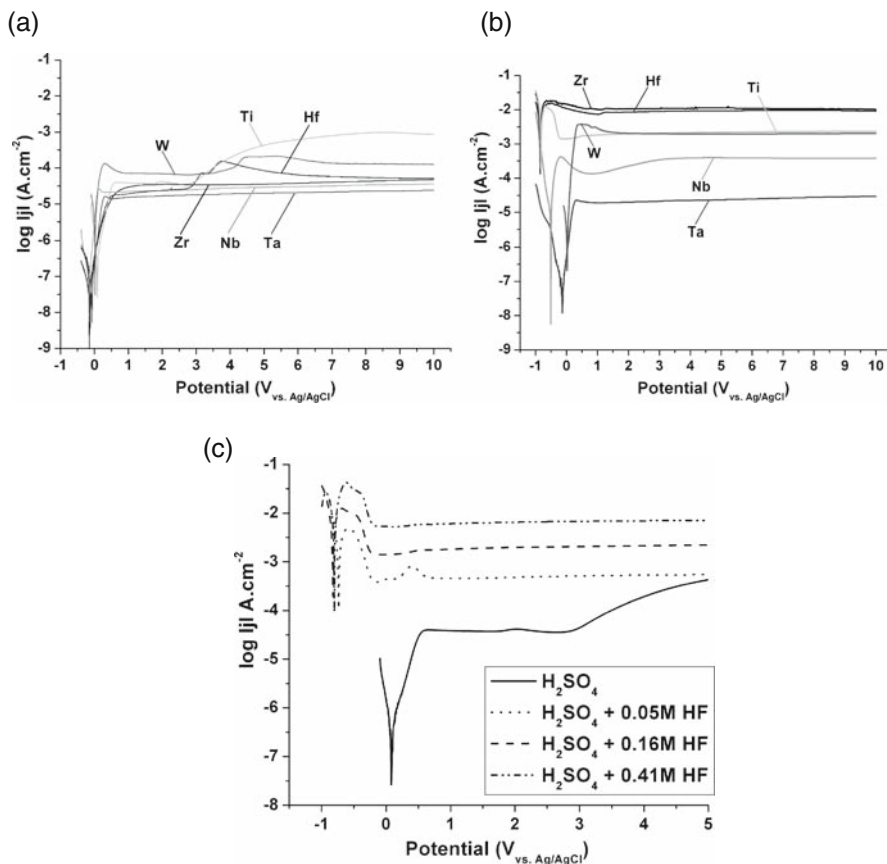 (a)
log |j| (A.cm⁻²)
-1
-2
-3
-4
-5
-6
-7
-8
-9
Ti
Hf
W
Zr
Nb
Ta
-1 0 1 2 3 4 5 6 7 8 9 10
Potential (V vs. Ag/AgCl)
(b)
log |j| (A.cm⁻²)
-1
-2
-3
-4
-5
-6
-7
-8
-9
Zr
Hf
Ti
W
Nb
Ta
-1 0 1 2 3 4 5 6 7 8 9 10
Potential (V vs. Ag/AgCl)
(c)
log |j| A.cm⁻²
-1
-2
-3
-4
-5
-6
-7
-8
H₂SO₄
H₂SO₄ + 0.05M HF
H₂SO₄ + 0.16M HF
H₂SO₄ + 0.41M HF
-1 0 1 2 3 4 5
Potential (V vs. Ag/AgCl)